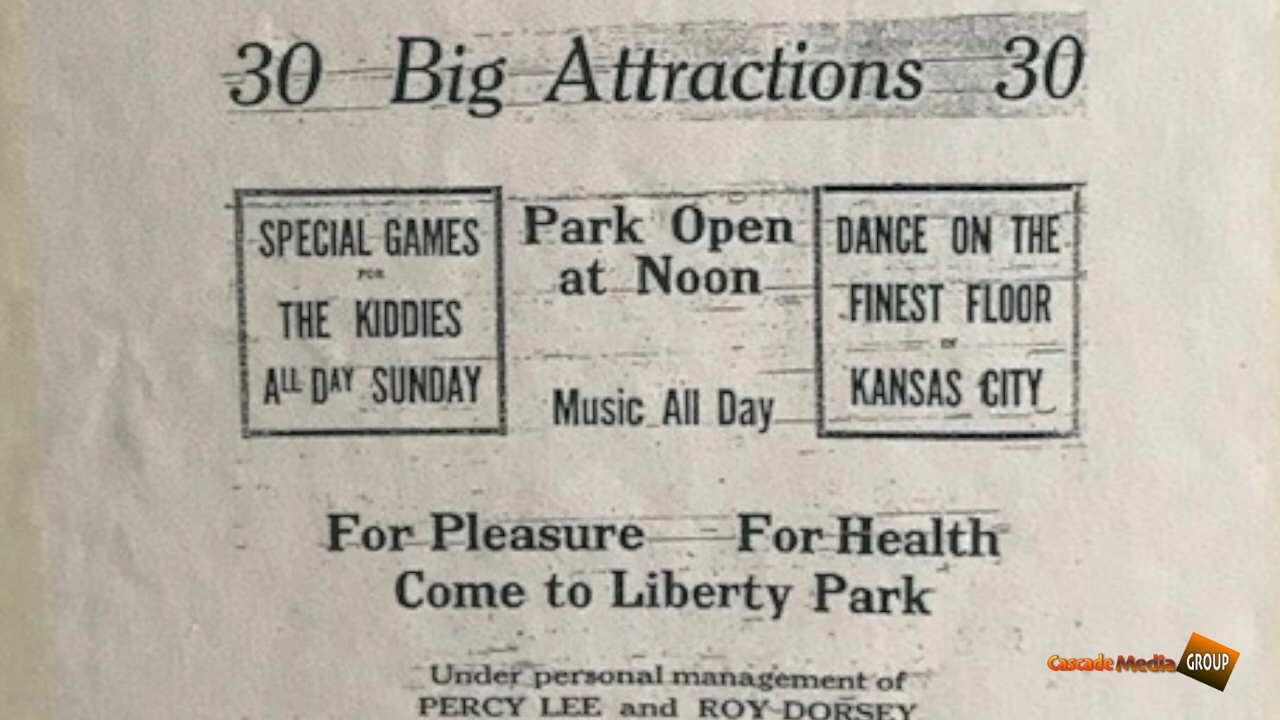 30 Big Attractions 30
SPECIAL GAMES
FOR
THE KIDDIES
ALL DAY SUNDAY
Park Open
at Noon
Music All Day
DANCE ON THE
FINEST FLOOR
KANSAS CITY
For Pleasure — For Health
Come to Liberty Park
Under personal management of
PERCY LEE and ROY DORSEY
Cascade Media GROUP